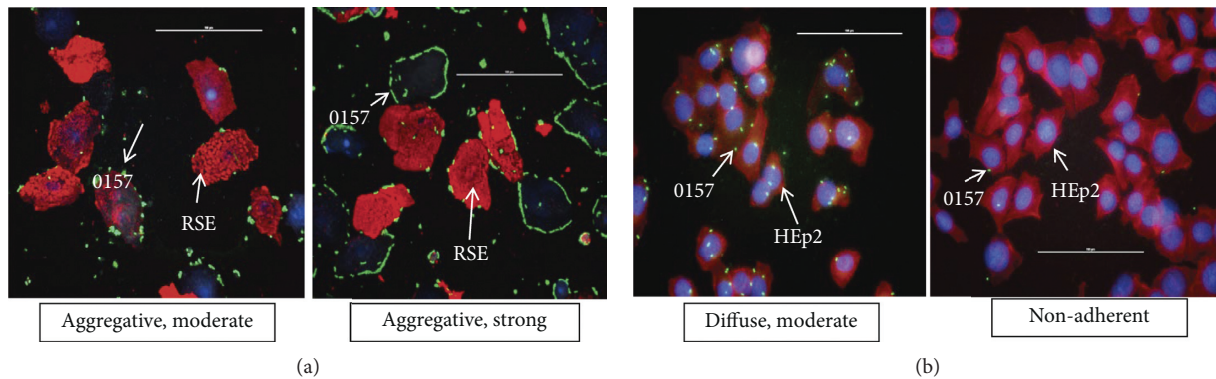 0157
RSE
0157
RSE
0157
HEp2
0157
HEp2
Aggregative, moderate
Aggregative, strong
Diffuse, moderate
Non-adherent
(a)
(b)